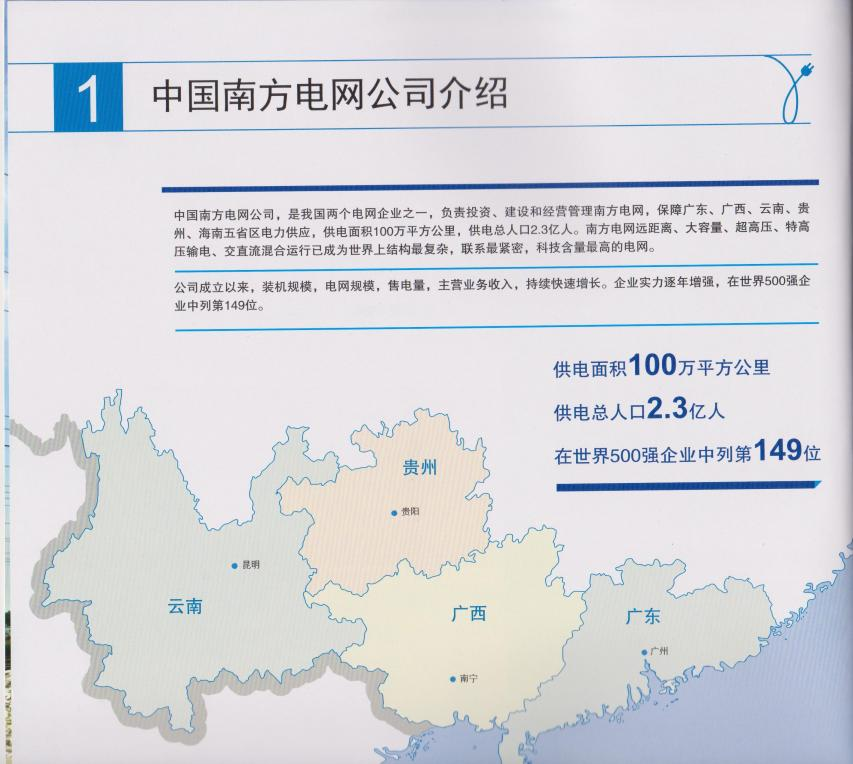 1
中国南方电网公司介绍
中国南方电网公司，是我国两个电网企业之一，负责投资、建设和经营管理南方电网，保障广东、广西、云南、贵
州、海南五省区电力供应，供电面积100万平方公里，供电总人口2.3亿人。南方电网远距离、大容量、超高压、特高
压输电、交直流混合运行已成为世界上结构最复杂，联系最紧密，科技含量最高的电网。
公司成立以来，装机规模，电网规模，售电量，主营业务收入，持续快速增长。企业实力逐年增强，在世界500强企
业中列第149位。
供电面积100万平方公里
供电总人口2.3亿人
在世界500强企业中列第149位
贵州
贵阳
昆明
云南
广西
广东
广州
南宁